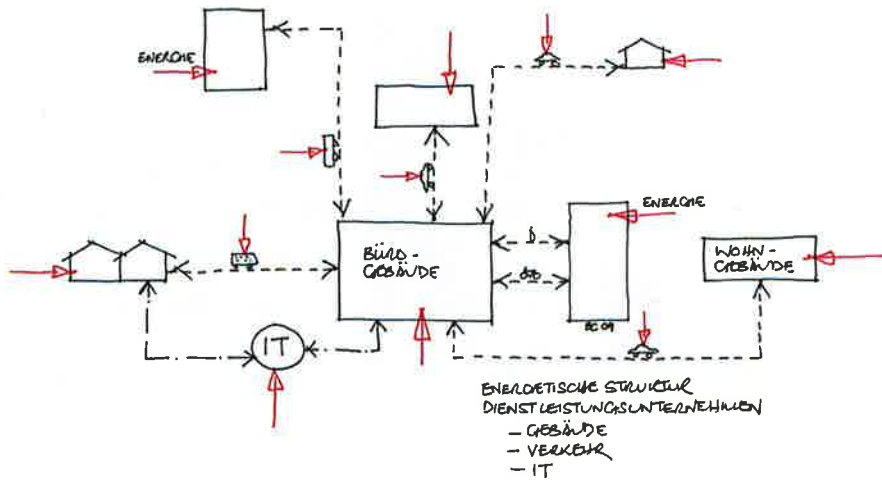 ENERGIE
ENERGIE
BÜRO-
GEBÄUDE
WOHN-
GEBÄUDE
IT
ENERGETISCHE STRUKTUR
DIENSTLEISTUNGSUNTERNEHMEN
- GEBÄUDE
- VERKEHR
- IT